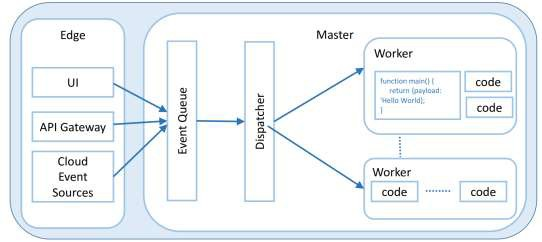 Edge
UI
API Gateway
Cloud
Event
Sources
Master
Event Queue
Dispatcher
Worker
function main() {
return {payload:
'Hello World};
}
code
code
Worker
code
code